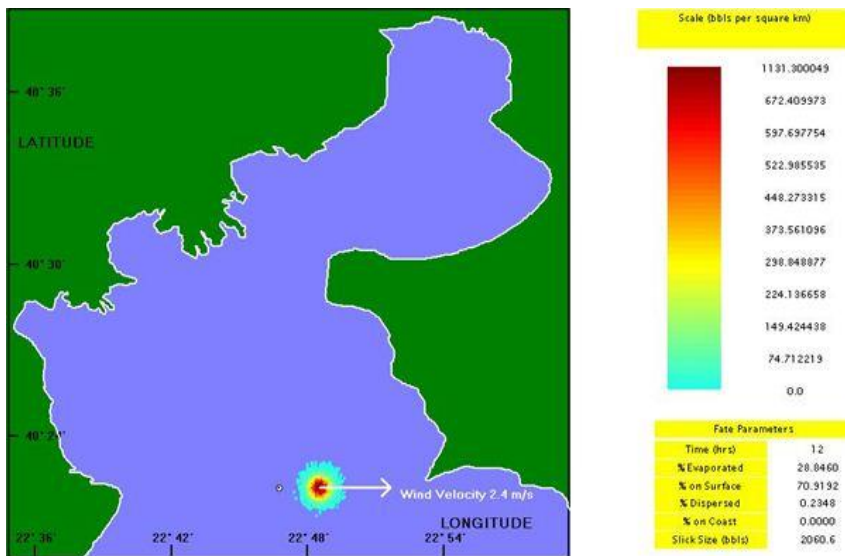 Scale (bbls per square km)
1131.300049
672.409973
597.697754
522.985535
448.273315
373.561096
298.848877
224.136658
149.424438
74.712219
0.0
40° 36'
LATITUDE
40° 30'
40° 24'
Wind Velocity 2.4 m/s
LONGITUDE
22° 36' 22° 42' 22° 48' 22° 54'
Fate Parameters
Time (hrs) 12
% Evaporated 28.8460
% on Surface 70.9192
% Dispersed 0.2348
% on Coast 0.0000
Slick Size (bbls) 2060.6